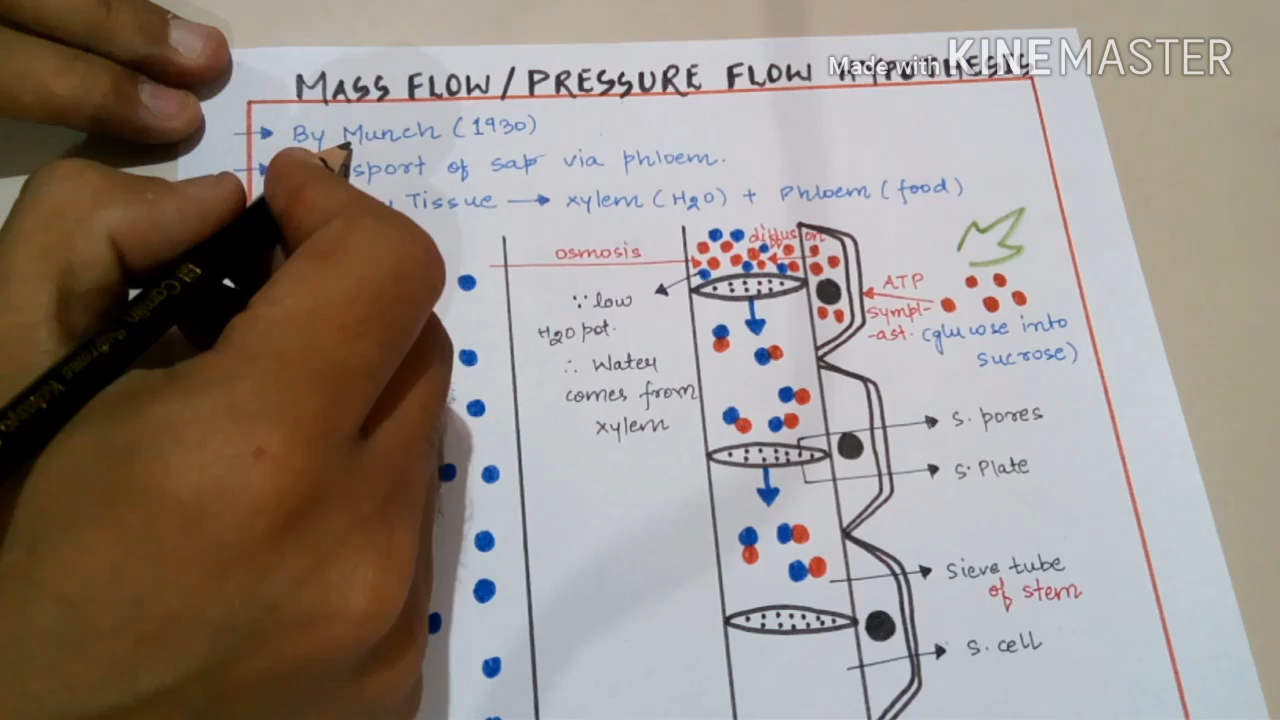 Made with KINEMASTER
MASS FLOW / PRESSURE FLOW HYPOTHESIS
→ By Munch (1930)
sport of sap via phloem.
Tissue → xylem (H2O) + Phloem (food)
osmosis
diffusion
∵ low
H2O pot.
∴ Water
comes from
xylem
ATP
sympl-
-ast.
(glucose into
sucrose)
S. pores
S. Plate
Sieve tube
of stem
S. cell
Camlin